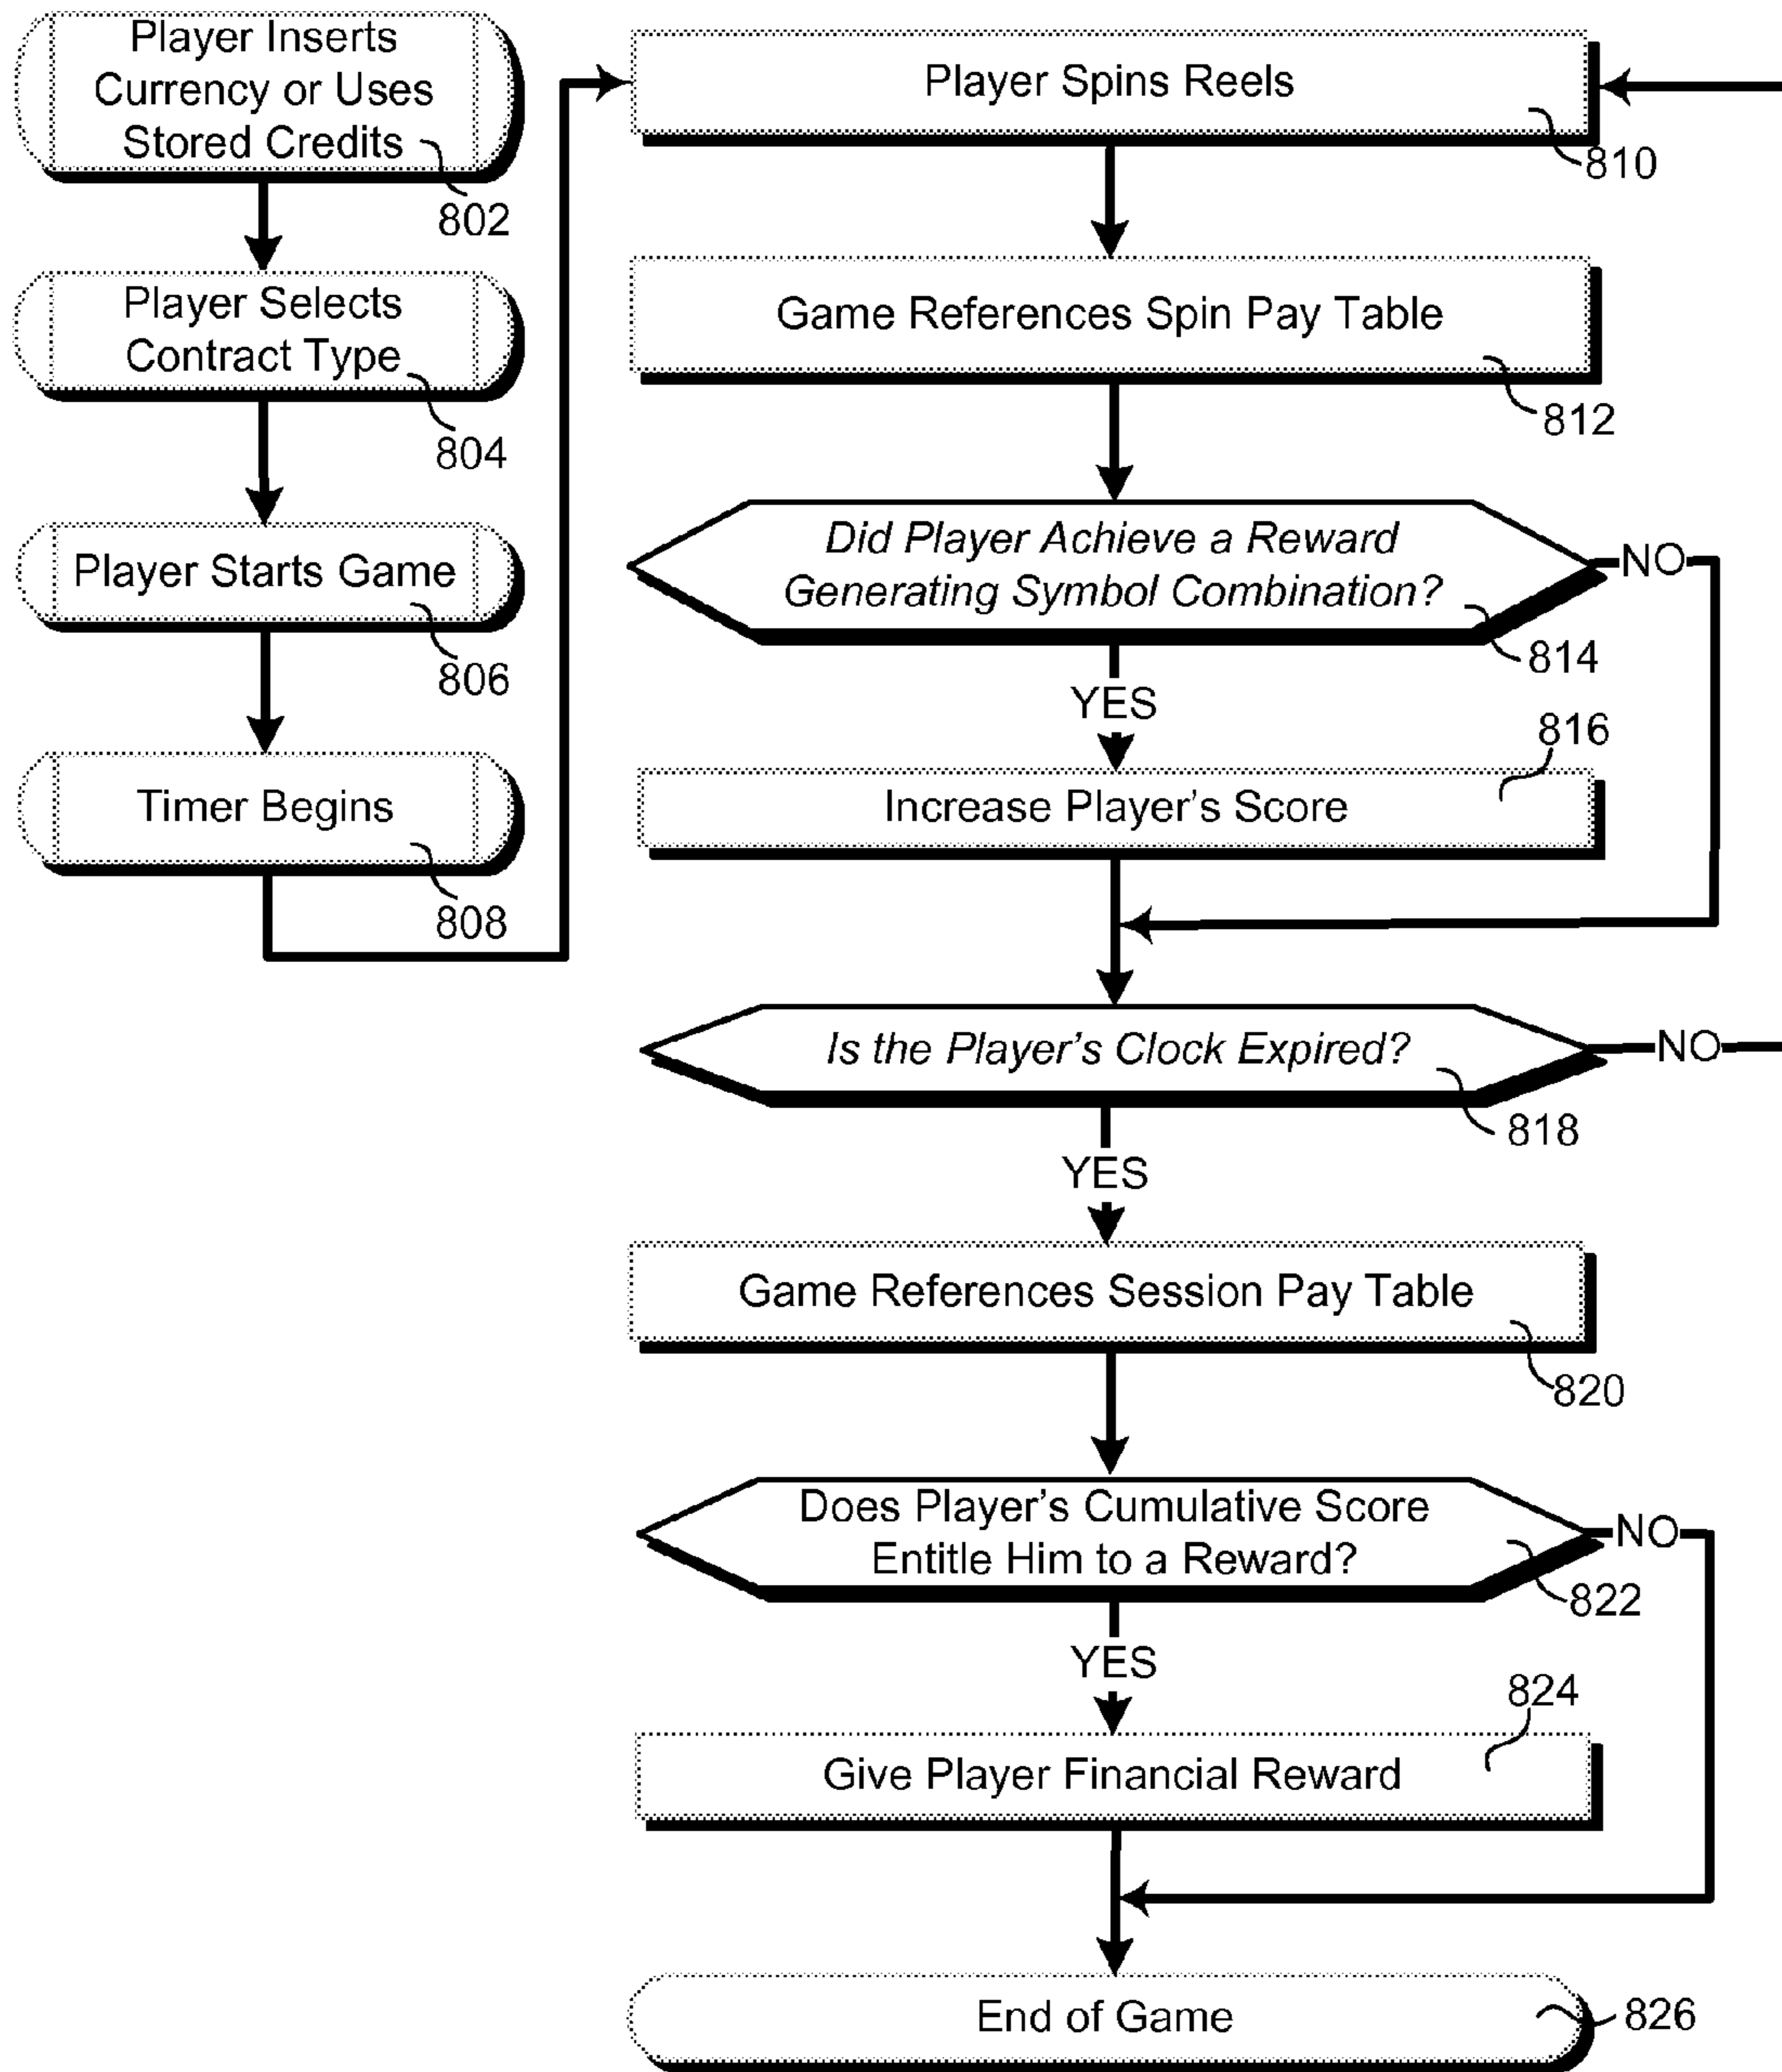 Player Inserts
Currency or Uses
Stored Credits
802
Player Selects
Contract Type
804
Player Starts Game
806
Timer Begins
808
Player Spins Reels
810
Game References Spin Pay Table
812
Did Player Achieve a Reward
Generating Symbol Combination?
NO
814
YES
816
Increase Player's Score
Is the Player's Clock Expired?
NO
818
YES
Game References Session Pay Table
820
Does Player's Cumulative Score
Entitle Him to a Reward?
NO
822
YES
824
Give Player Financial Reward
End of Game
826